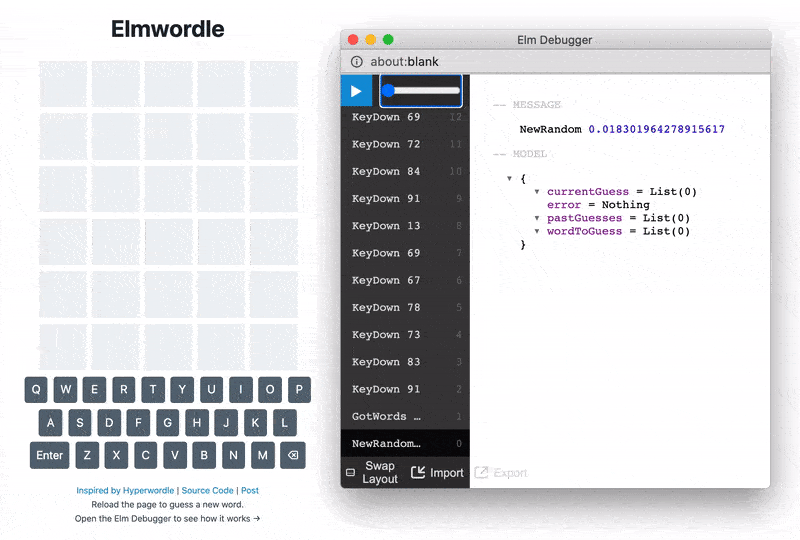 Elmwordle
Q W E R T Y U I O P
A S D F G H J K L
Enter Z X C V B N M
Inspired by Hyperwordle | Source Code | Post
Reload the page to guess a new word.
Open the Elm Debugger to see how it works →
Elm Debugger
about:blank
KeyDown 69 12
KeyDown 72 11
KeyDown 84 10
KeyDown 91 9
KeyDown 13 8
KeyDown 69 7
KeyDown 67 6
KeyDown 78 5
KeyDown 73 4
KeyDown 83 3
KeyDown 91 2
GotWords … 1
NewRandom… 0
Swap
Layout
Import
Export
-- MESSAGE
NewRandom 0.018301964278915617
-- MODEL
{
currentGuess = List(0)
error = Nothing
pastGuesses = List(0)
wordToGuess = List(0)
}